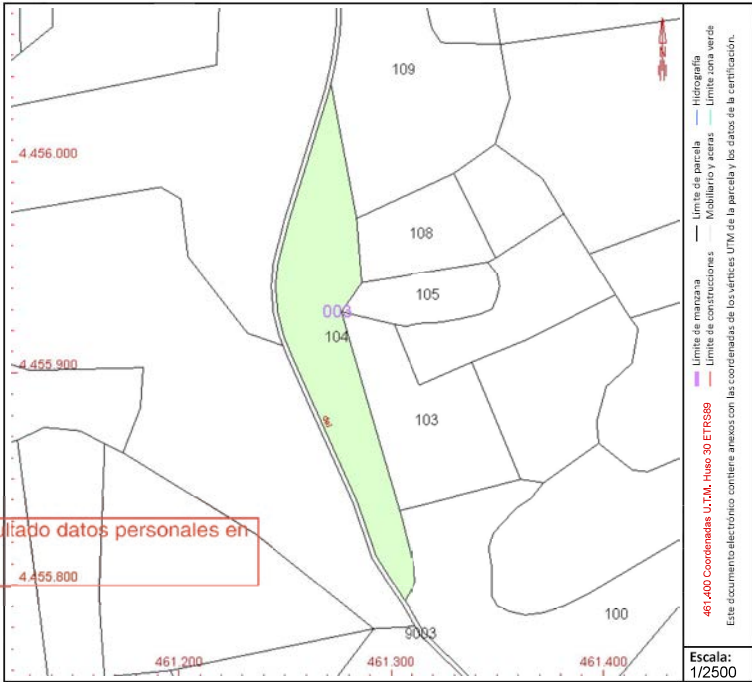 109
4.456.000
108
105
003
104
4.455.900
103
del
ultado datos personales en
4.455.800
100
9003
461.200
461.300
461.400
Límite de manzana
Límite de parcela
Hidrografía
461,400 Coordenadas U.T.M. Huso 30 ETRS89
Límite de construcciones
Mobiliario y aceras
Límite zona verde
Este documento electrónico contiene anexos con las coordenadas de los vértices UTM de la parcela y los datos de la certificación.
Escala:
1/2500